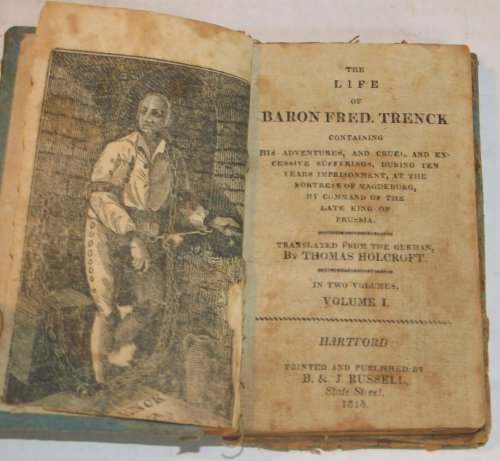 THE
LIFE
OF
BARON FRED. TRENCK
CONTAINING
HIS ADVENTURES, AND CRUEL AND EX-
CESSIVE SUFFERINGS, DURING TEN
YEARS IMPRISONMENT, AT THE
FORTRESS OF MAGDEBURG,
BY COMMAND OF THE
LATE KING OF
PRUSSIA.
TRANSLATED FROM THE GERMAN,
BY THOMAS HOLCROFT.
IN TWO VOLUMES.
VOLUME I.
HARTFORD
PRINTED AND PUBLISHED BY
B. & J RUSSELL,
State-Street.